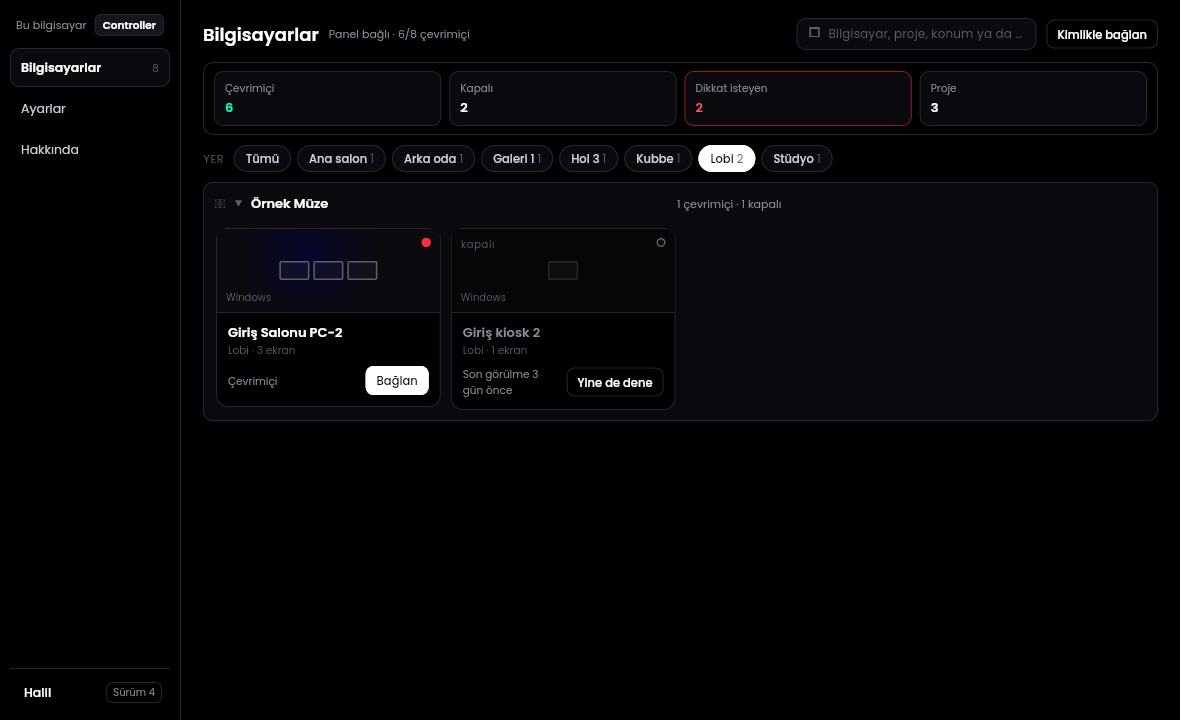 Bu bilgisayar Controller
Bilgisayarlar 8
Ayarlar
Hakkında
Halil Sürüm 4
Bilgisayarlar Panel bağlı · 6/8 çevrimiçi
Bilgisayar, proje, konum ya da …
Kimlikle bağlan
Çevrimiçi
6
Kapalı
2
Dikkat isteyen
2
Proje
3
YER Tümü Ana salon 1 Arka oda 1 Galeri 1 1 Hol 3 1 Kubbe 1 Lobi 2 Stüdyo 1
▼ Örnek Müze 1 çevrimiçi · 1 kapalı
Windows
Giriş Salonu PC-2
Lobi · 3 ekran
Çevrimiçi Bağlan
kapalı
Windows
Giriş kiosk 2
Lobi · 1 ekran
Son görülme 3
gün önce
Yine de dene